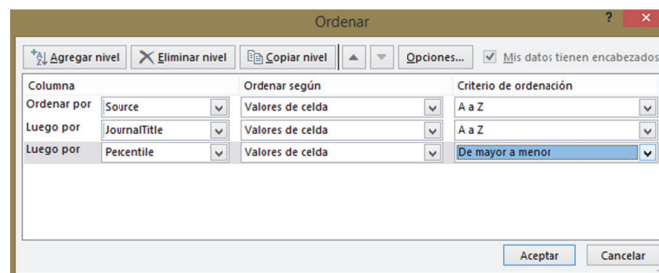 Ordenar ?
Agregar nivel Eliminar nivel Copiar nivel Opciones... Mis datos tienen encabezados
Columna Ordenar según Criterio de ordenación
Ordenar por Source Valores de celda A a Z
Luego por JournalTitle Valores de celda A a Z
Luego por Percentile Valores de celda De mayor a menor
Aceptar Cancelar